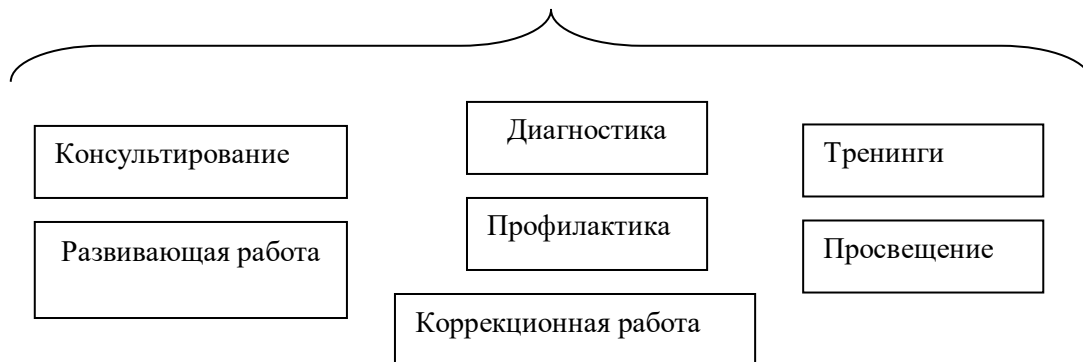 Диагностика
Консультирование
Тренинги
Профилактика
Развивающая работа
Просвещение
Коррекционная работа